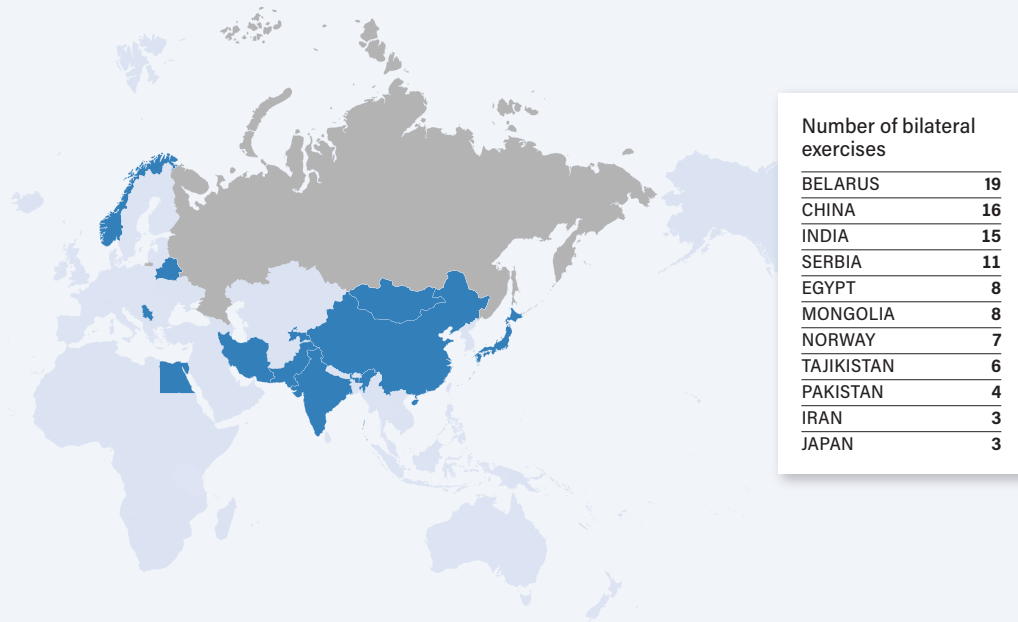 Number of bilateral
exercises
BELARUS 19
CHINA 16
INDIA 15
SERBIA 11
EGYPT 8
MONGOLIA 8
NORWAY 7
TAJIKISTAN 6
PAKISTAN 4
IRAN 3
JAPAN 3